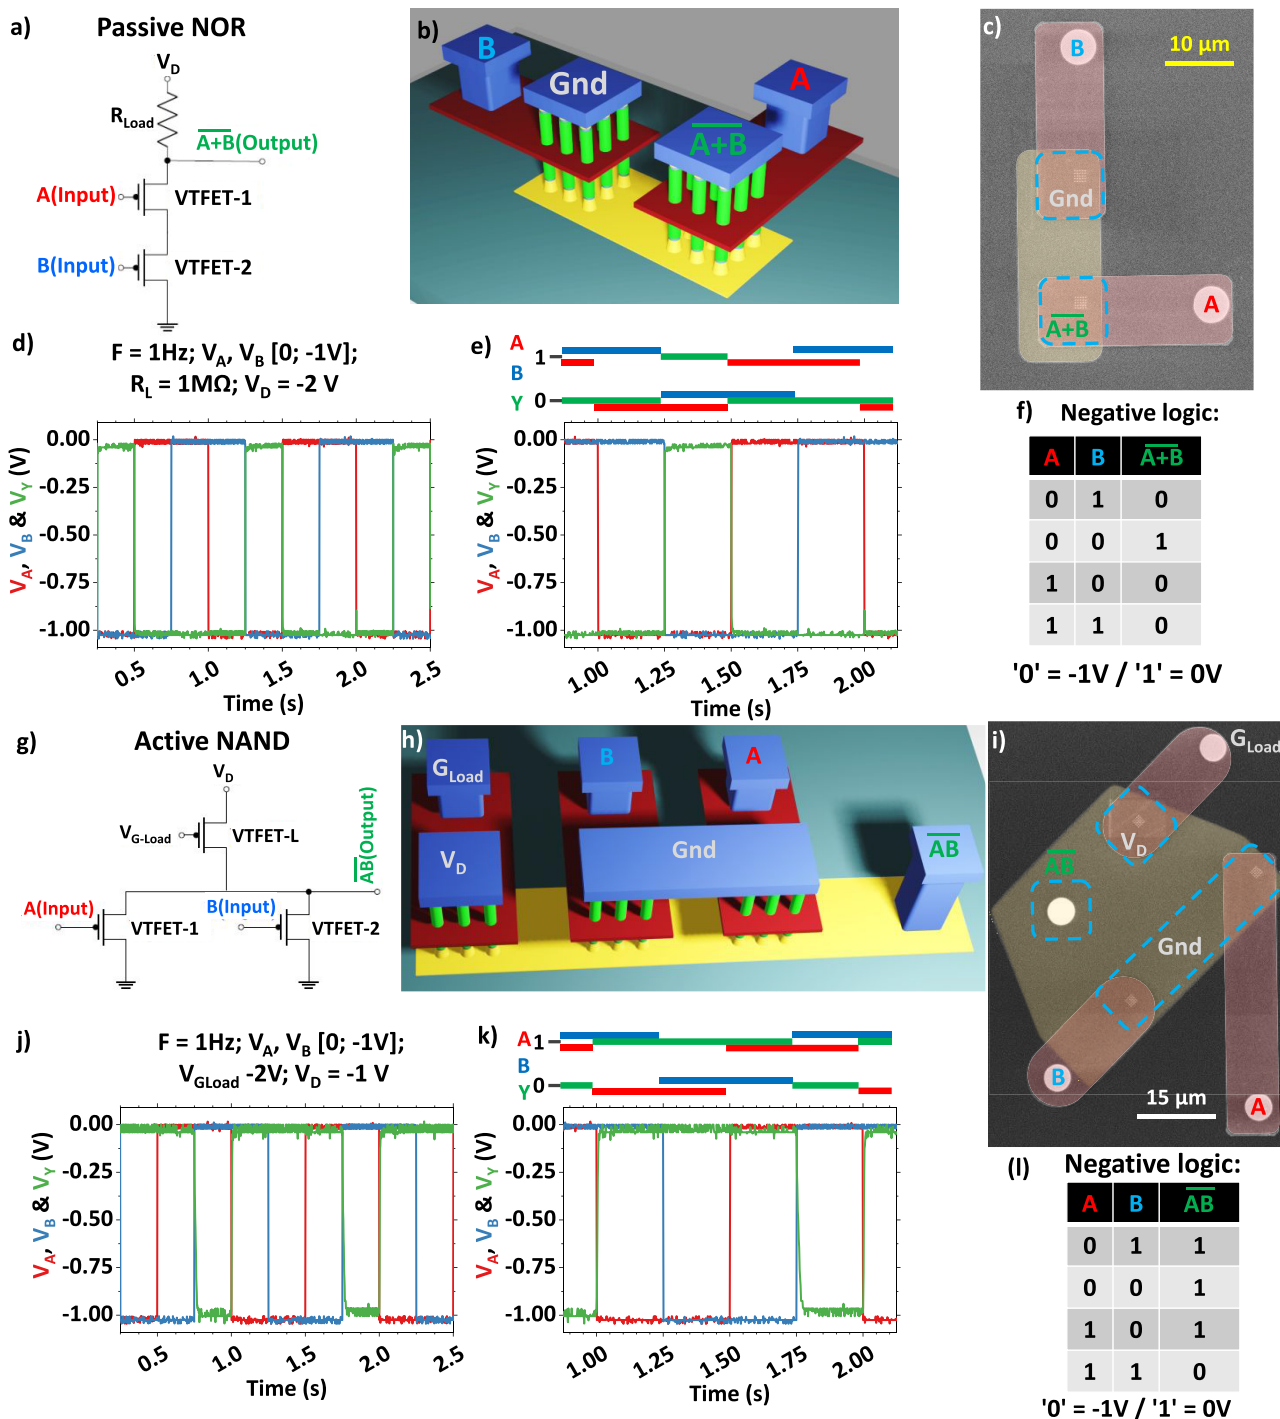 a)
Passive NOR
V_D
R_Load
A+B(Output)
A(Input)
VTFET-1
B(Input)
VTFET-2
b)
B
Gnd
A
A+B
c)
B
10 μm
Gnd
A+B
A
d)
F = 1Hz; V_A, V_B [0; -1V];
R_L = 1MΩ; V_D = -2 V
0.00
-0.25
-0.50
-0.75
-1.00
V_A, V_B & V_Y (V)
0.5
1.0
1.5
2.0
2.5
Time (s)
e)
A
1
B
Y
0
0.00
-0.25
-0.50
-0.75
-1.00
V_A, V_B & V_Y (V)
1.00
1.25
1.50
1.75
2.00
Time (s)
f)
Negative logic:
A B A+B
0 1 0
0 0 1
1 0 0
1 1 0
'0' = -1V / '1' = 0V
g)
Active NAND
V_D
V_G-Load
VTFET-L
AB(Output)
A(Input)
VTFET-1
B(Input)
VTFET-2
h)
G_Load
B
A
V_D
Gnd
AB
i)
G_Load
V_D
AB
Gnd
B
15 μm
A
j)
F = 1Hz; V_A, V_B [0; -1V];
V_GLoad -2V; V_D = -1 V
0.00
-0.25
-0.50
-0.75
-1.00
V_A, V_B & V_Y (V)
0.5
1.0
1.5
2.0
2.5
Time (s)
k)
A
1
B
Y
0
0.00
-0.25
-0.50
-0.75
-1.00
V_A, V_B & V_Y (V)
1.00
1.25
1.50
1.75
2.00
Time (s)
(l)
Negative logic:
A B AB
0 1 1
0 0 1
1 0 1
1 1 0
'0' = -1V / '1' = 0V